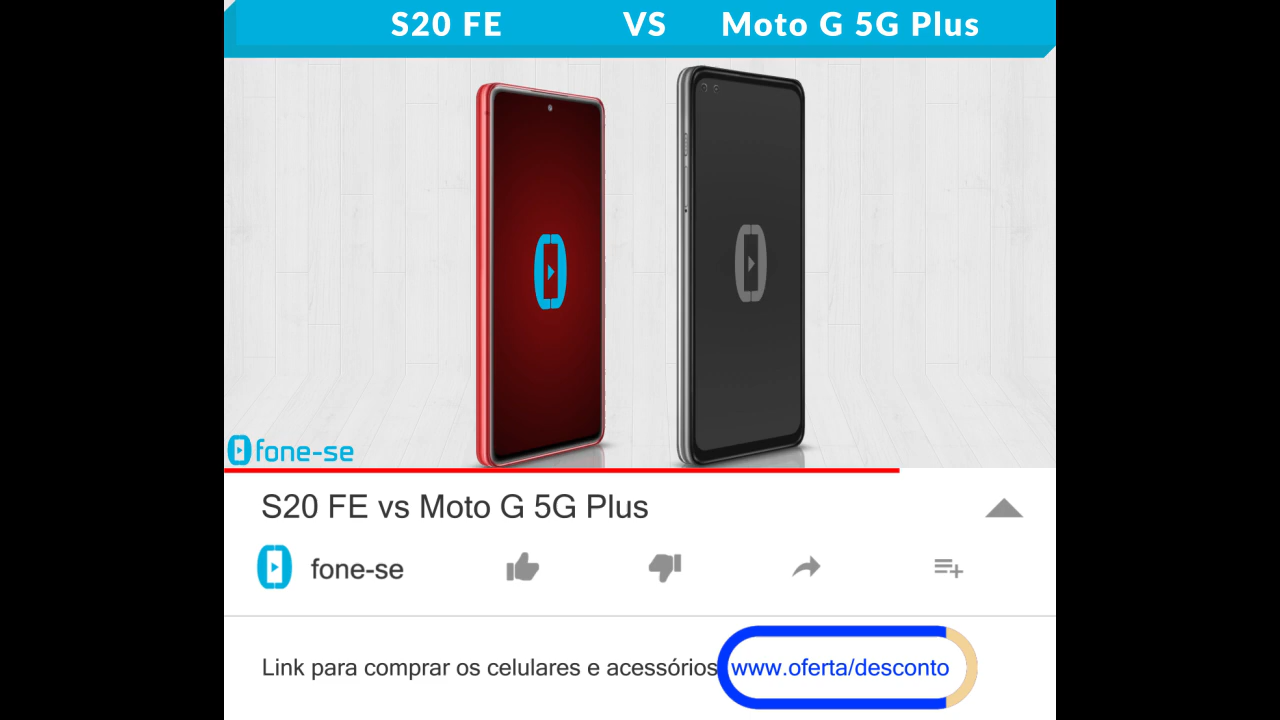 S20 FE VS Moto G 5G Plus
fone-se
S20 FE vs Moto G 5G Plus
fone-se
Link para comprar os celulares e acessórios www.oferta/desconto